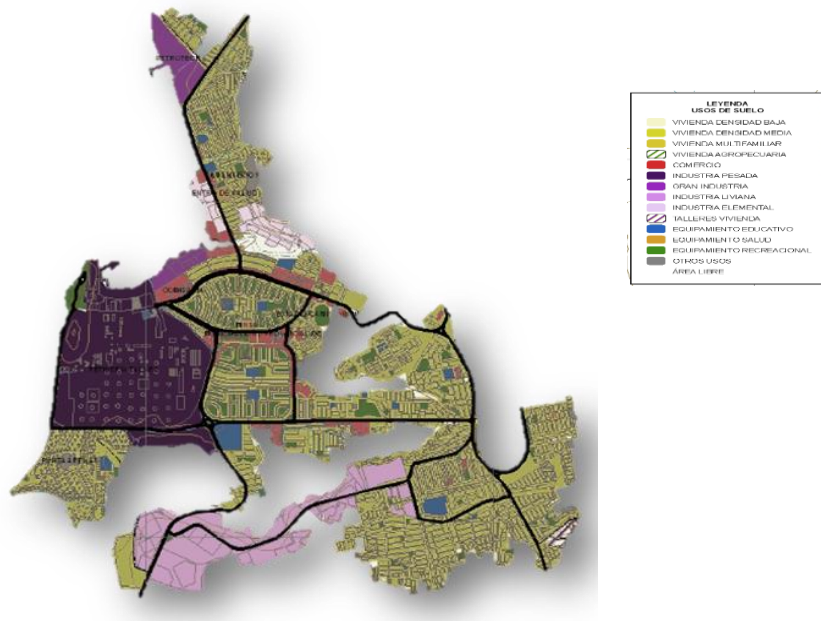 LEYENDA
USOS DE SUELO
VIVIENDA DENSIDAD BAJA
VIVIENDA DENSIDAD MEDIA
VIVIENDA MULTIFAMILIAR
VIVIENDA AGROPECUARIA
COMERCIO
INDUSTRIA PESADA
GRAN INDUSTRIA
INDUSTRIA LIVIANA
INDUSTRIA ELEMENTAL
TALLERES VIVIENDA
EQUIPAMIENTO EDUCATIVO
EQUIPAMIENTO SALUD
EQUIPAMIENTO RECREACIONAL
OTROS USOS
ÁREA LIBRE